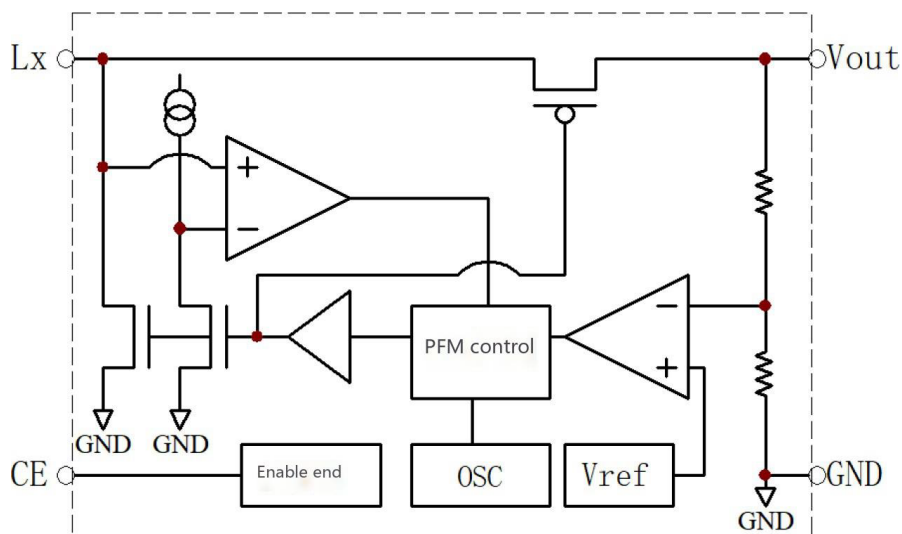 Lx
Vout
+
−
−
PFM control
+
GND
GND
CE
Enable end
OSC
Vref
GND
GND